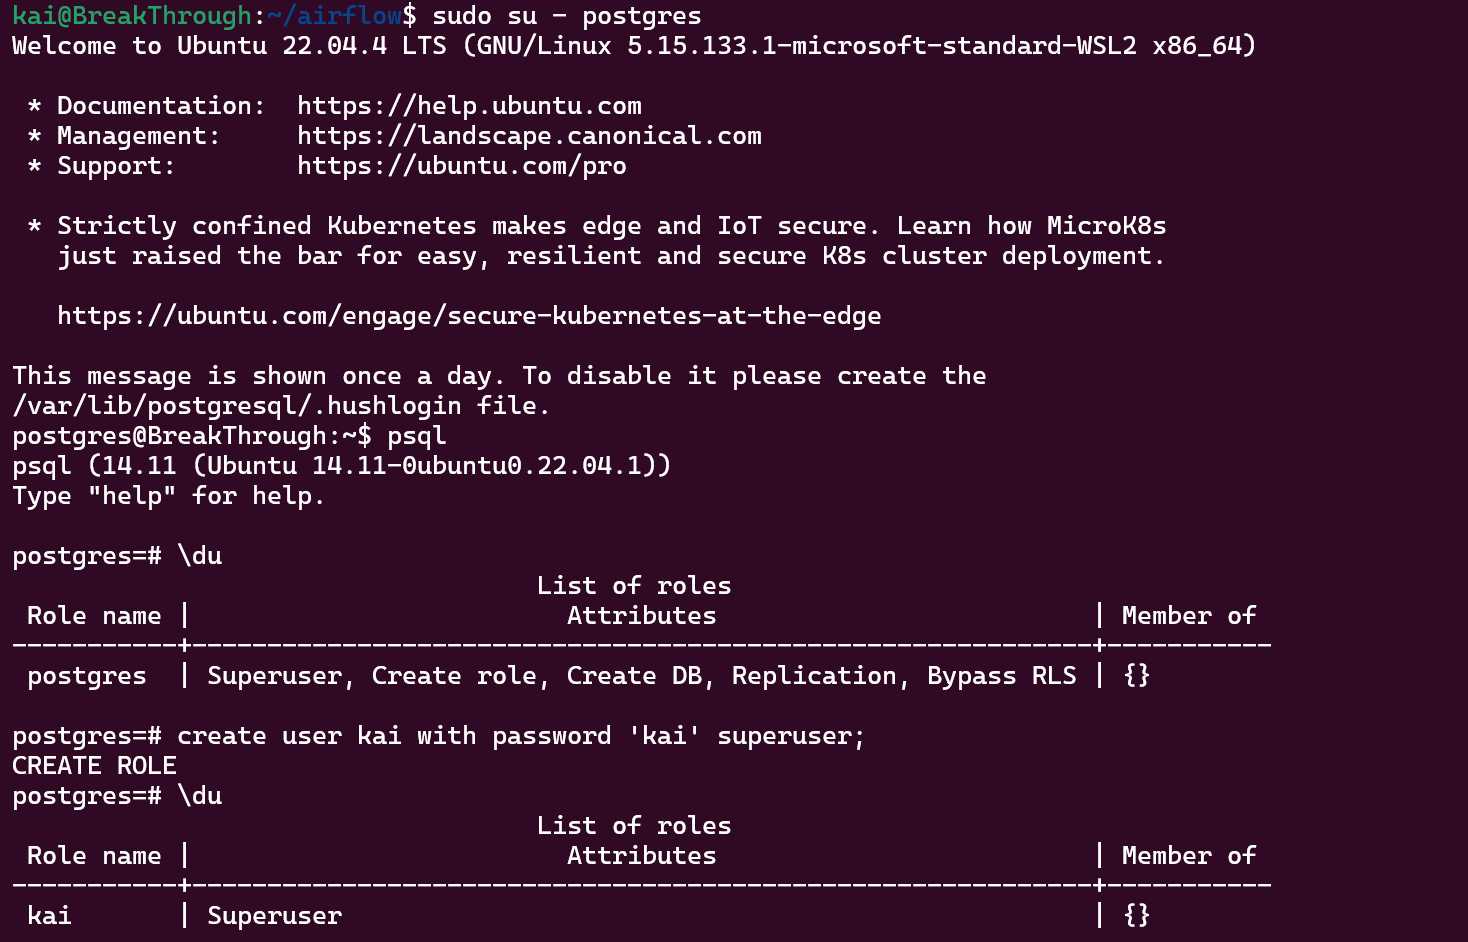 kai@BreakThrough:~/airflow$ sudo su - postgres
Welcome to Ubuntu 22.04.4 LTS (GNU/Linux 5.15.133.1-microsoft-standard-WSL2 x86_64)
 * Documentation:  https://help.ubuntu.com
 * Management:     https://landscape.canonical.com
 * Support:        https://ubuntu.com/pro
 * Strictly confined Kubernetes makes edge and IoT secure. Learn how MicroK8s
   just raised the bar for easy, resilient and secure K8s cluster deployment.
   https://ubuntu.com/engage/secure-kubernetes-at-the-edge
This message is shown once a day. To disable it please create the
/var/lib/postgresql/.hushlogin file.
postgres@BreakThrough:~$ psql
psql (14.11 (Ubuntu 14.11-0ubuntu0.22.04.1))
Type "help" for help.
postgres=# \du
                                   List of roles
 Role name |                         Attributes                         | Member of
-----------+------------------------------------------------------------+-----------
 postgres  | Superuser, Create role, Create DB, Replication, Bypass RLS | {}
postgres=# create user kai with password 'kai' superuser;
CREATE ROLE
postgres=# \du
                                   List of roles
 Role name |                         Attributes                         | Member of
-----------+------------------------------------------------------------+-----------
 kai       | Superuser                                                  | {}